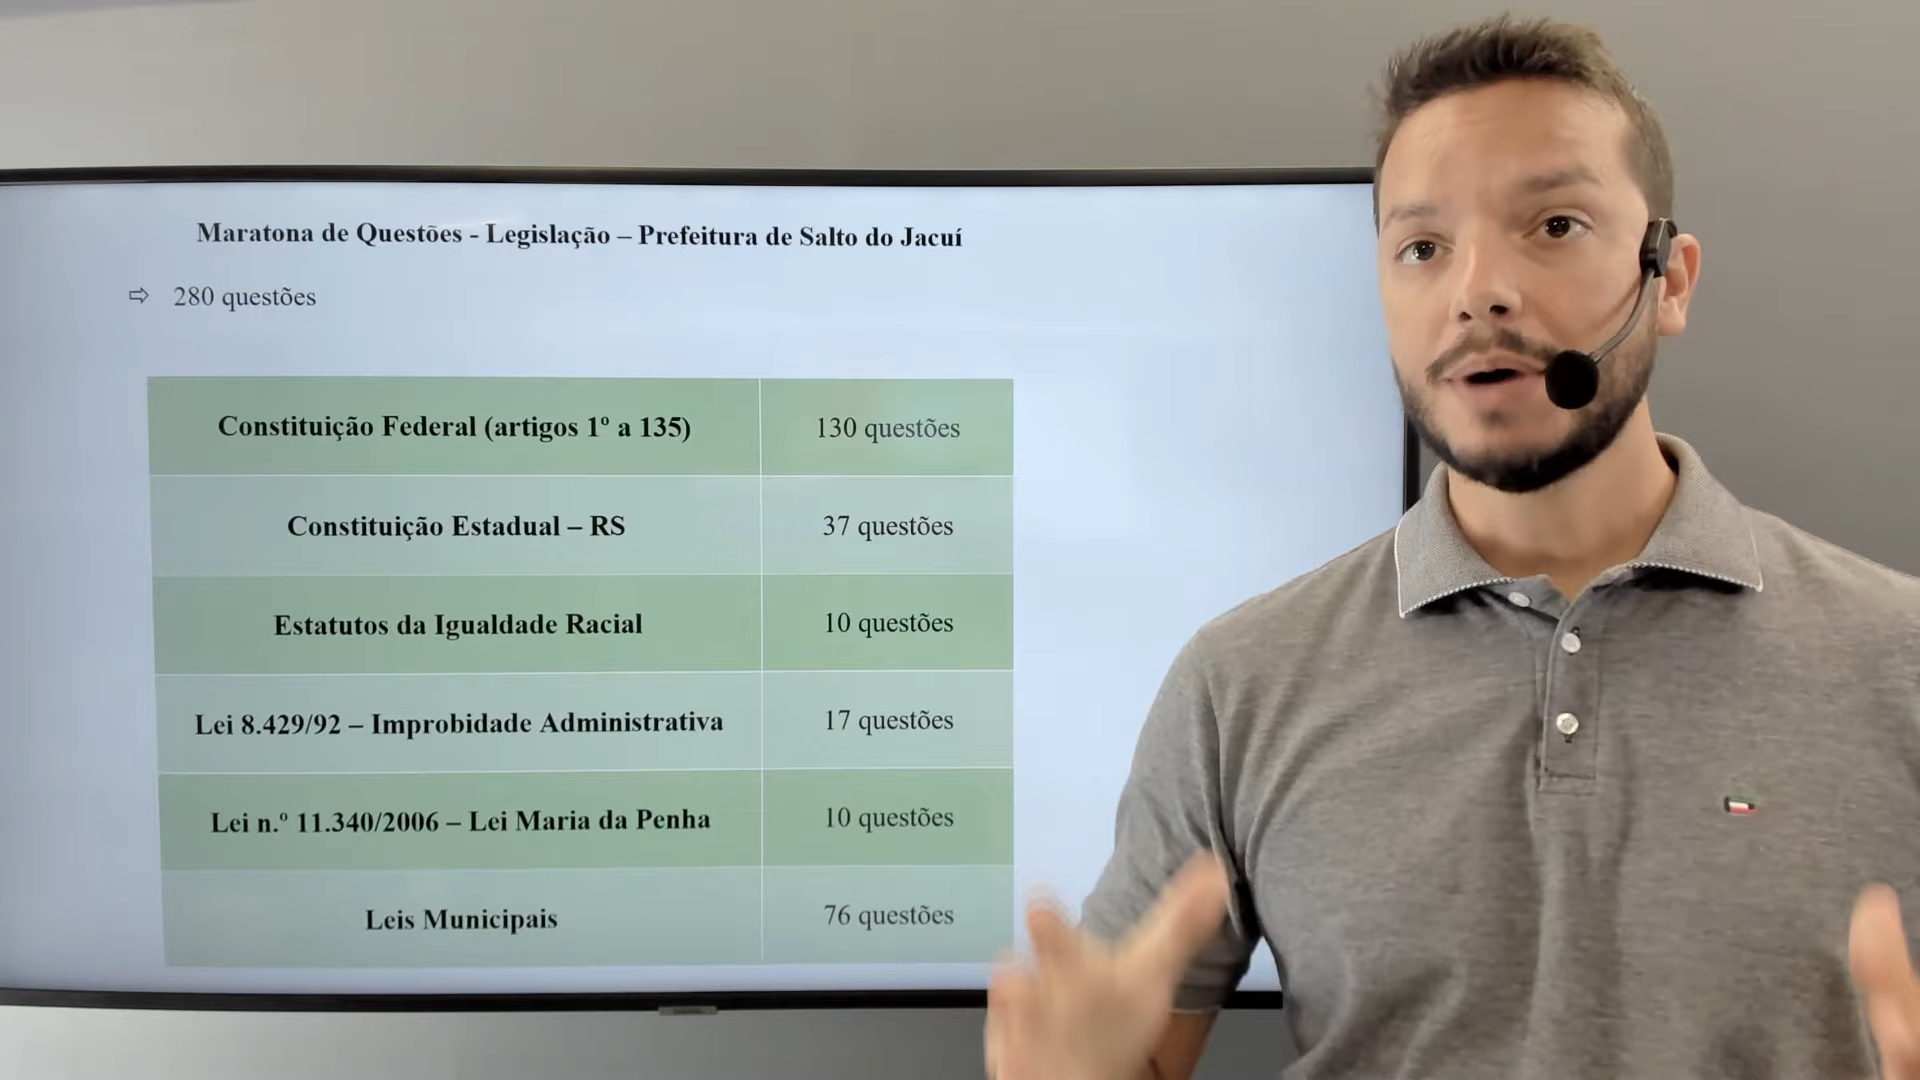 Maratona de Questões - Legislação – Prefeitura de Salto do Jacuí
⇨ 280 questões
Constituição Federal (artigos 1º a 135) 130 questões
Constituição Estadual – RS 37 questões
Estatutos da Igualdade Racial 10 questões
Lei 8.429/92 – Improbidade Administrativa 17 questões
Lei n.º 11.340/2006 – Lei Maria da Penha 10 questões
Leis Municipais 76 questões